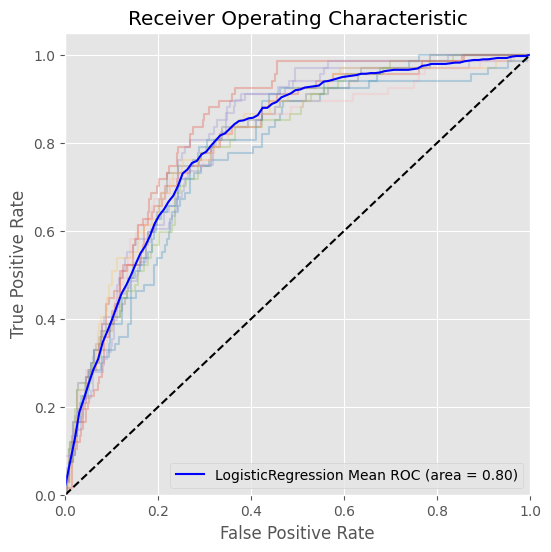 Receiver Operating Characteristic
True Positive Rate
1.0
0.8
0.6
0.4
0.2
0.0
LogisticRegression Mean ROC (area = 0.80)
0.0 0.2 0.4 0.6 0.8 1.0
False Positive Rate